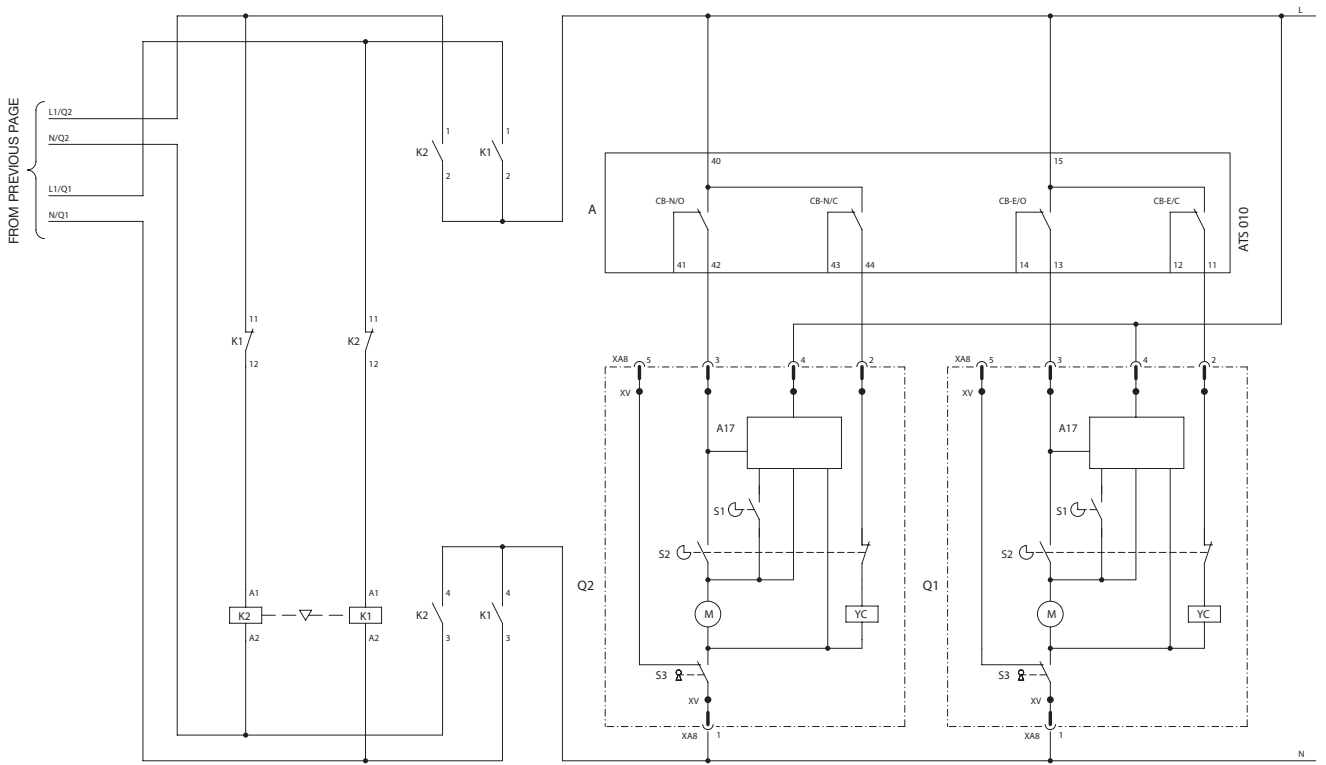 L
FROM PREVIOUS PAGE
L1/Q2
N/Q2
L1/Q1
N/Q1
1 1
K2 K1
2 2
40 15
A
CB-N/O CB-N/C CB-E/O CB-E/C
ATS 010
41 42 43 44 14 13 12 11
11 11
K1 K2
12 12
XA8 5 3 4 2 XA8 5 3 4 2
XV XV
A17 A17
S1 S1
S2 S2
Q2 Q1
A1 A1 4 4
K2 K1 K2 K1
A2 A2 3 3
M YC M YC
S3 S3
XV XV
XA8 1 XA8 1
N